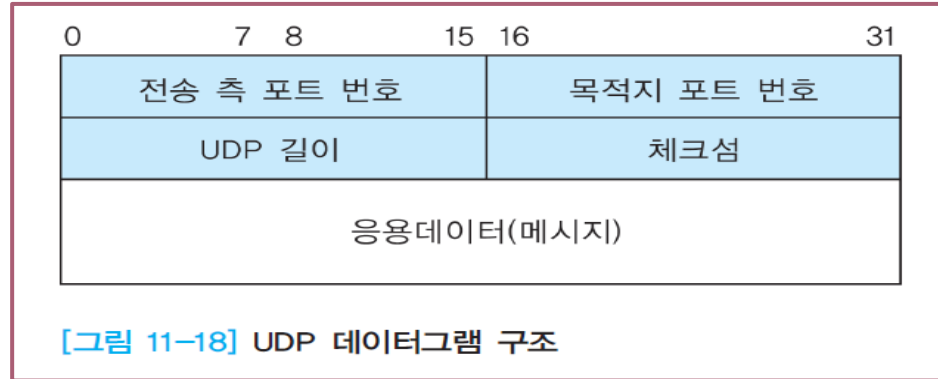 0 7 8 15 16 31
전송 측 포트 번호 목적지 포트 번호
UDP 길이 체크섬
응용데이터(메시지)
[그림 11-18] UDP 데이터그램 구조